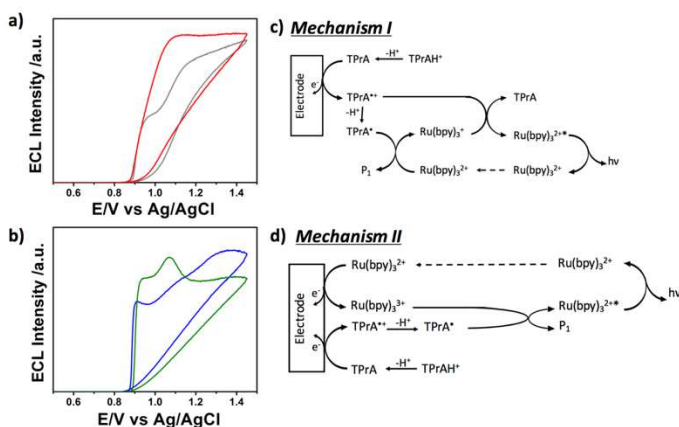 a)
ECL Intensity /a.u.
0.6 0.8 1.0 1.2 1.4
E/V vs Ag/AgCl
b)
ECL Intensity /a.u.
0.6 0.8 1.0 1.2 1.4
E/V vs Ag/AgCl
c) Mechanism I
Electrode
TPrA -H⁺ TPrAH⁺
e⁻
TPrA•⁺ TPrA
-H⁺
TPrA• Ru(bpy)₃⁺ Ru(bpy)₃²⁺*
P₁ Ru(bpy)₃²⁺ Ru(bpy)₃²⁺ hν
d) Mechanism II
Electrode
Ru(bpy)₃²⁺ Ru(bpy)₃²⁺
e⁻ hν
Ru(bpy)₃³⁺ Ru(bpy)₃²⁺*
TPrA•⁺ -H⁺ TPrA• P₁
e⁻
TPrA -H⁺ TPrAH⁺